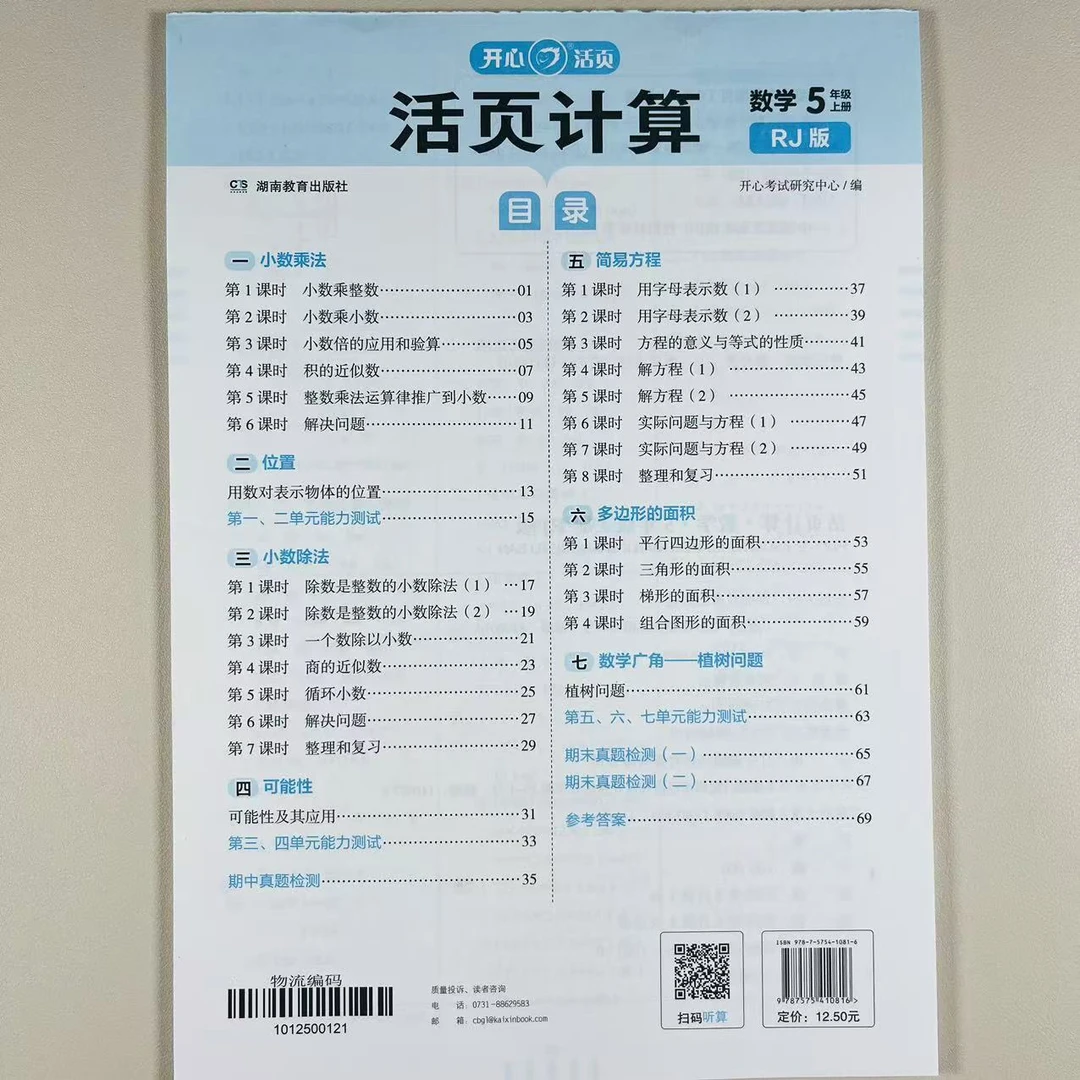 开心 活页
活页计算
数学 5 年级 上册
RJ 版
湖南教育出版社
开心考试研究中心 / 编
目 录
一 小数乘法
第 1 课时 小数乘整数……………………01
第 2 课时 小数乘小数……………………03
第 3 课时 小数倍的应用和验算…………05
第 4 课时 积的近似数……………………07
第 5 课时 整数乘法运算律推广到小数……09
第 6 课时 解决问题………………………11
二 位置
用数对表示物体的位置……………………13
第一、二单元能力测试……………………15
三 小数除法
第 1 课时 除数是整数的小数除法（1） …17
第 2 课时 除数是整数的小数除法（2） …19
第 3 课时 一个数除以小数………………21
第 4 课时 商的近似数……………………23
第 5 课时 循环小数………………………25
第 6 课时 解决问题………………………27
第 7 课时 整理和复习……………………29
四 可能性
可能性及其应用……………………………31
第三、四单元能力测试……………………33
期中真题检测………………………………35
五 简易方程
第 1 课时 用字母表示数（1） ……………37
第 2 课时 用字母表示数（2） ……………39
第 3 课时 方程的意义与等式的性质………41
第 4 课时 解方程（1） ……………………43
第 5 课时 解方程（2） ……………………45
第 6 课时 实际问题与方程（1） …………47
第 7 课时 实际问题与方程（2） …………49
第 8 课时 整理和复习……………………51
六 多边形的面积
第 1 课时 平行四边形的面积……………53
第 2 课时 三角形的面积…………………55
第 3 课时 梯形的面积……………………57
第 4 课时 组合图形的面积………………59
七 数学广角——植树问题
植树问题……………………………………61
第五、六、七单元能力测试………………63
期末真题检测（一） ………………………65
期末真题检测（二） ………………………67
参考答案……………………………………69
物流编码
1012500121
质量投诉、读者咨询
电 话：0731-88629583
邮 箱：cbgl@kaixinbook.com
扫码听算
ISBN 978-7-5754-1081-6
9 787575 410816 >
定价：12.50元